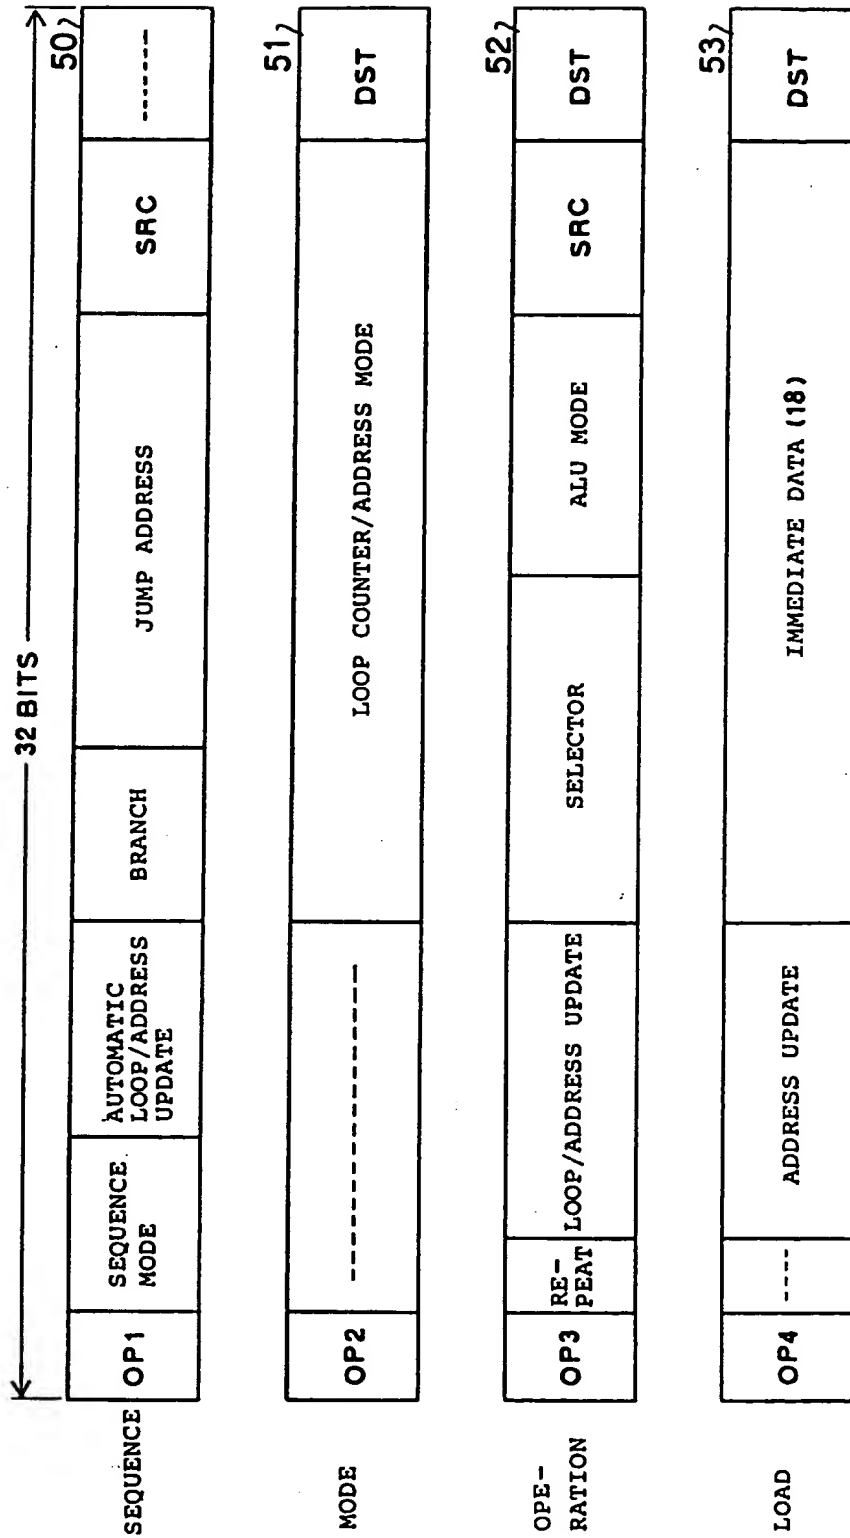 32 BITS
SEQUENCE
OP1
SEQUENCE
MODE
AUTOMATIC
LOOP/ADDRESS
UPDATE
BRANCH
JUMP ADDRESS
SRC
------
50
MODE
OP2
----------------
LOOP COUNTER/ADDRESS MODE
DST
51
OPE-
RATION
OP3
RE-
PEAT
LOOP/ADDRESS UPDATE
SELECTOR
ALU MODE
SRC
DST
52
LOAD
OP4
----
ADDRESS UPDATE
IMMEDIATE DATA (18)
DST
53